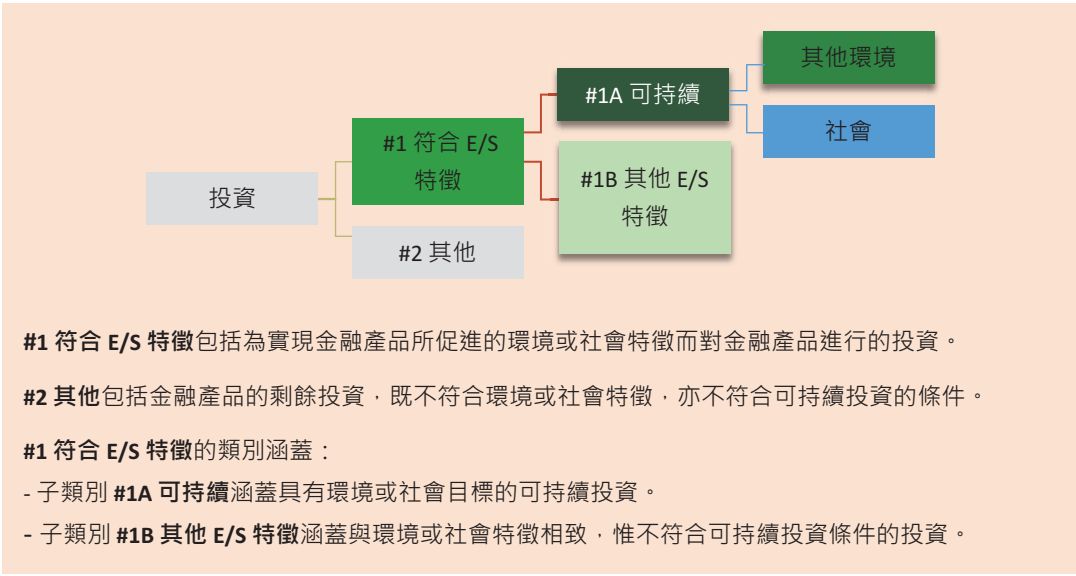 其他環境
#1A 可持續
社會
#1 符合 E/S
特徵
#1B 其他 E/S
特徵
投資
#2 其他
#1 符合 E/S 特徵包括為實現金融產品所促進的環境或社會特徵而對金融產品進行的投資。
#2 其他包括金融產品的剩餘投資，既不符合環境或社會特徵，亦不符合可持續投資的條件。
#1 符合 E/S 特徵的類別涵蓋：
- 子類別 #1A 可持續涵蓋具有環境或社會目標的可持續投資。
- 子類別 #1B 其他 E/S 特徵涵蓋與環境或社會特徵相致，惟不符合可持續投資條件的投資。